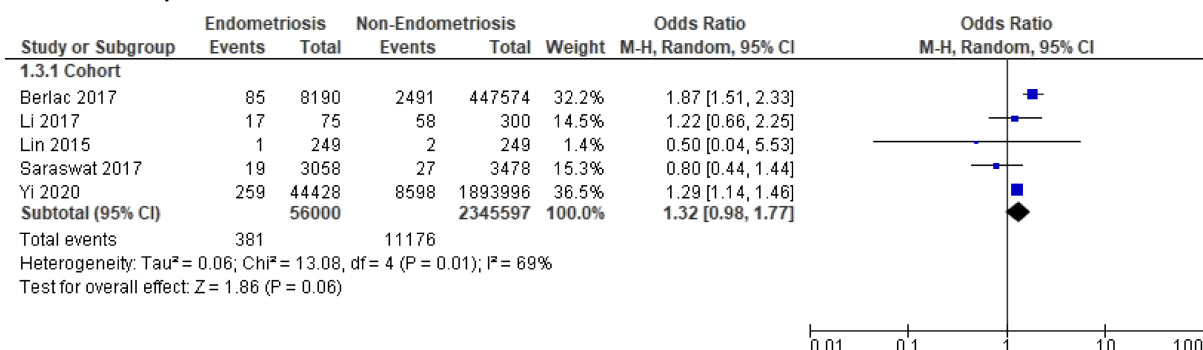 Endometriosis Non-Endometriosis Odds Ratio Odds Ratio
Study or Subgroup Events Total Events Total Weight M-H, Random, 95% CI M-H, Random, 95% CI
1.3.1 Cohort
Berlac 2017 85 8190 2491 447574 32.2% 1.87 [1.51, 2.33]
Li 2017 17 75 58 300 14.5% 1.22 [0.66, 2.25]
Lin 2015 1 249 2 249 1.4% 0.50 [0.04, 5.53]
Saraswat 2017 19 3058 27 3478 15.3% 0.80 [0.44, 1.44]
Yi 2020 259 44428 8598 1893996 36.5% 1.29 [1.14, 1.46]
Subtotal (95% CI) 56000 2345597 100.0% 1.32 [0.98, 1.77]
Total events 381 11176
Heterogeneity: Tau² = 0.06; Chi² = 13.08, df = 4 (P = 0.01); I² = 69%
Test for overall effect: Z = 1.86 (P = 0.06)
0.01 0.1 1 10 100